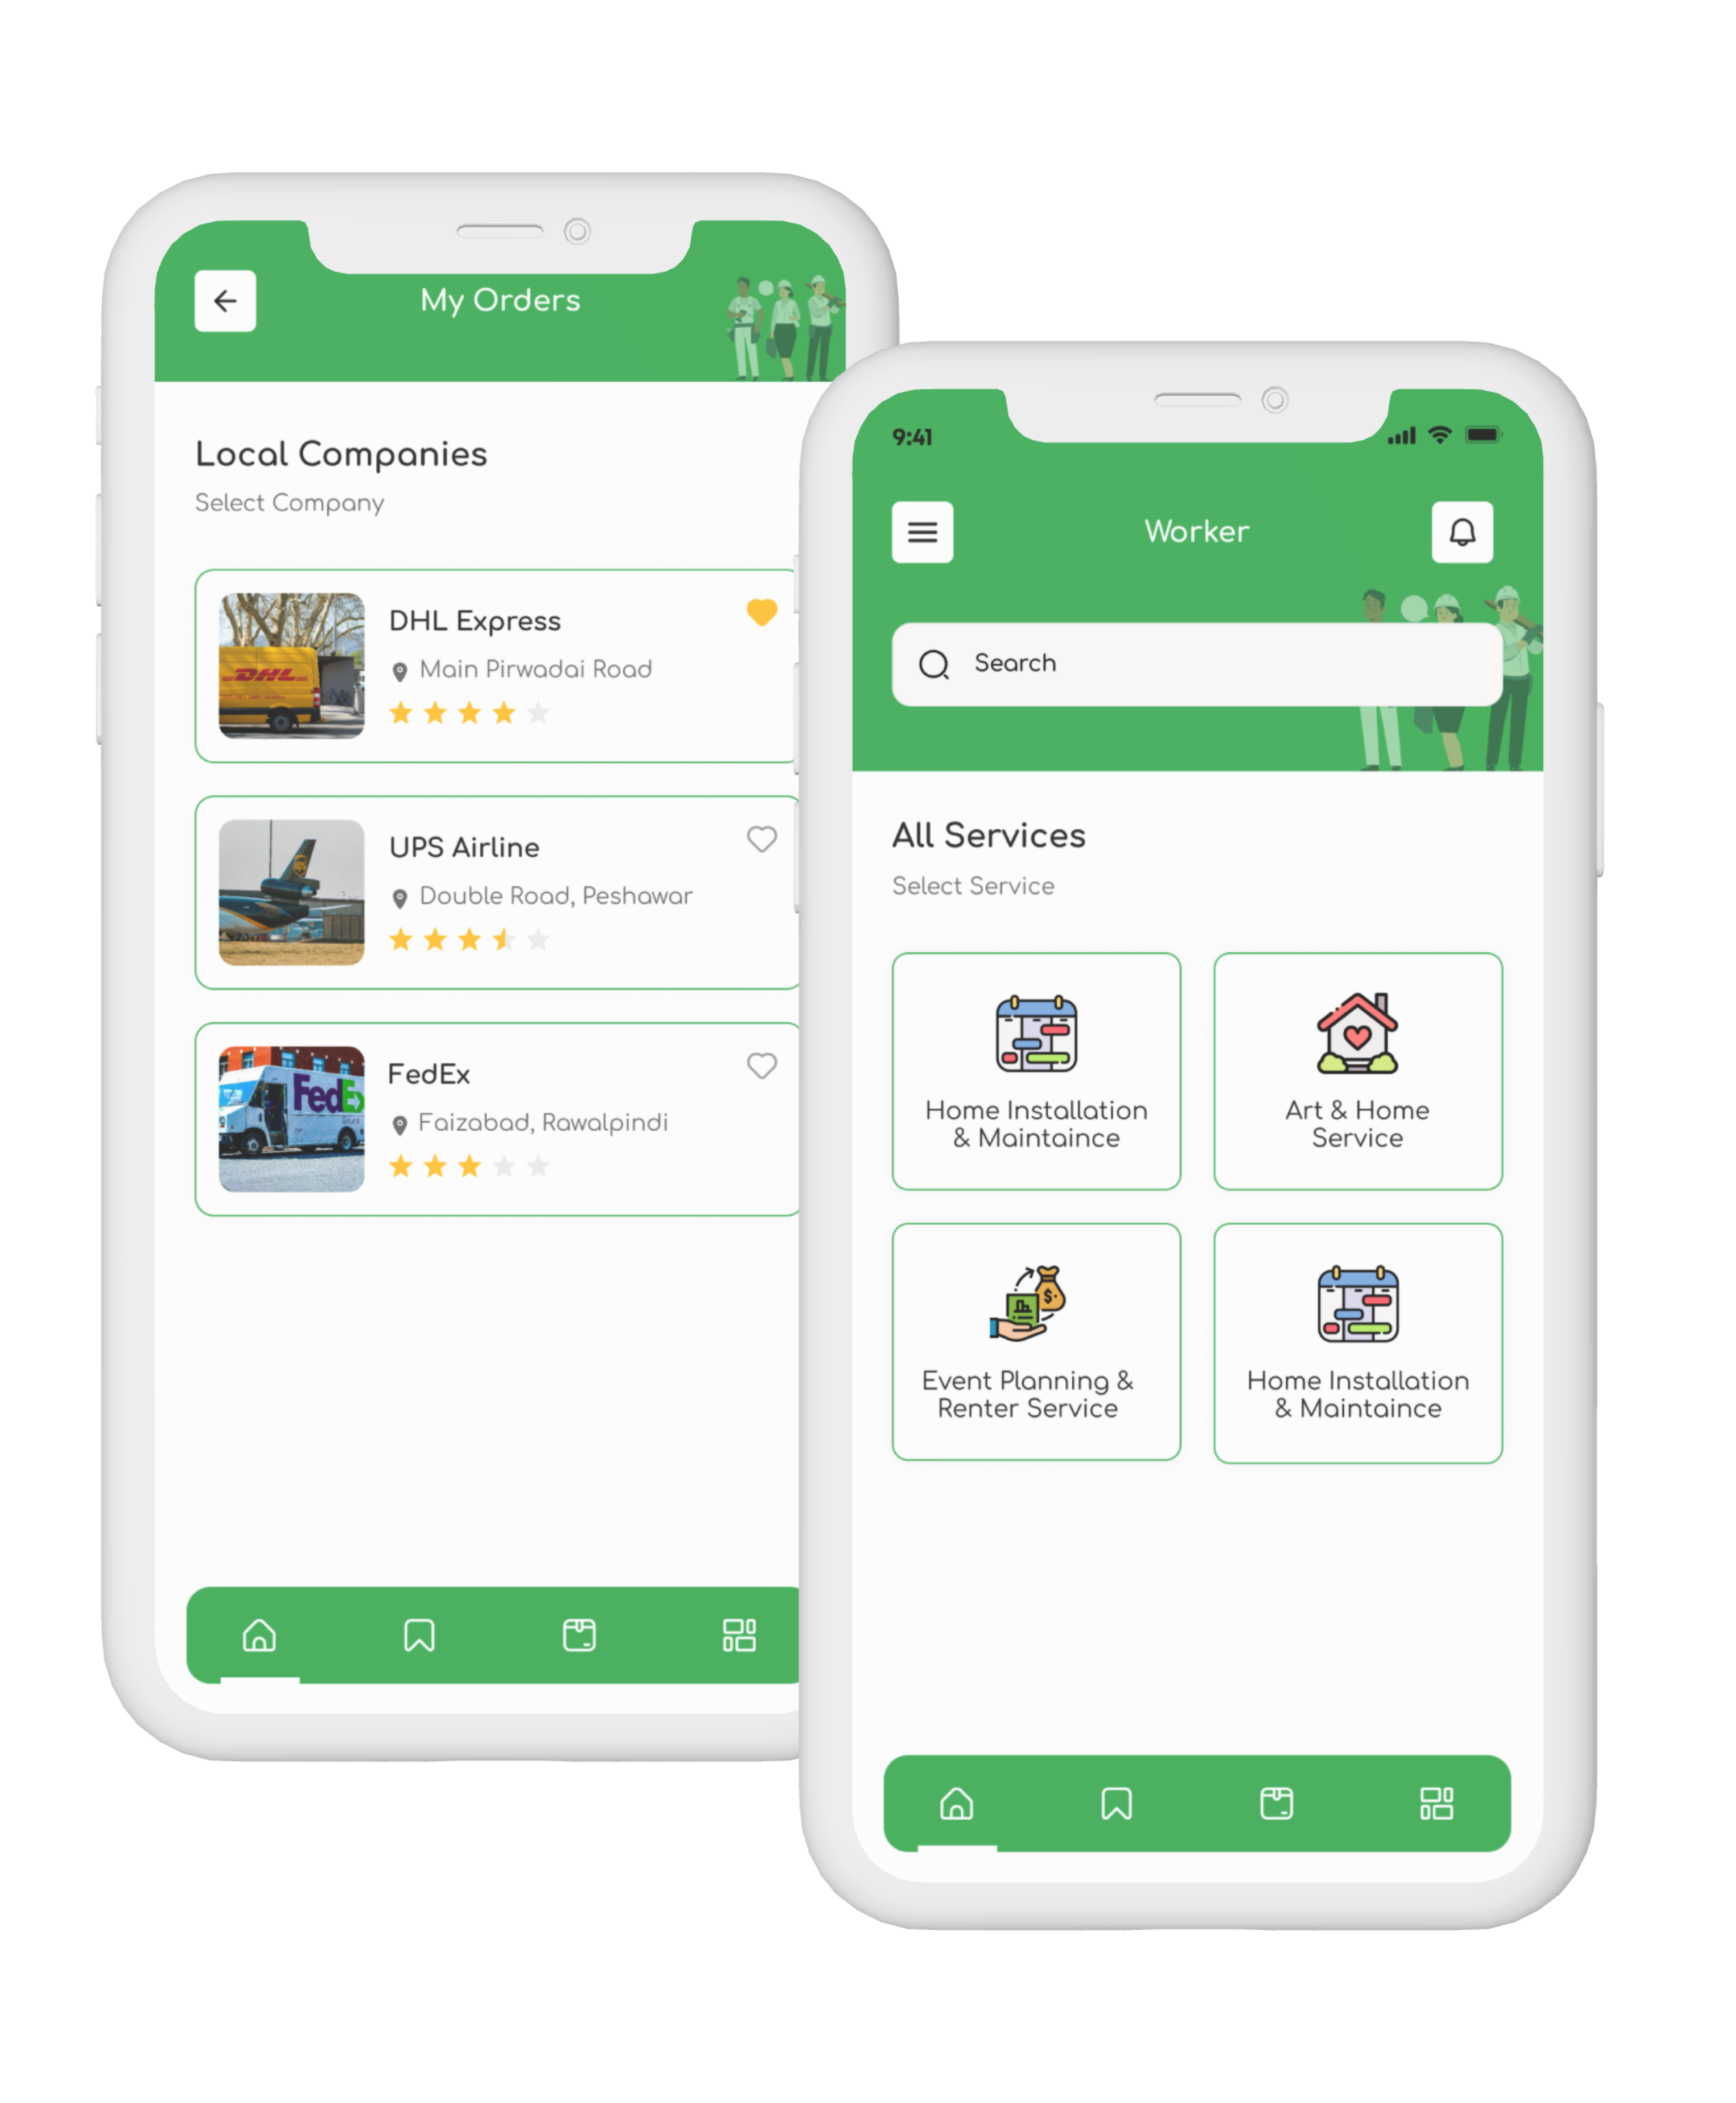 My Orders
Local Companies
Select Company
DHL
DHL Express
Main Pirwadai Road
UPS Airline
Double Road, Peshawar
FedEx
FedEx
Faizabad, Rawalpindi
9:41
Worker
Search
All Services
Select Service
Home Installation
& Maintaince
Art & Home
Service
Event Planning &
Renter Service
Home Installation
& Maintaince